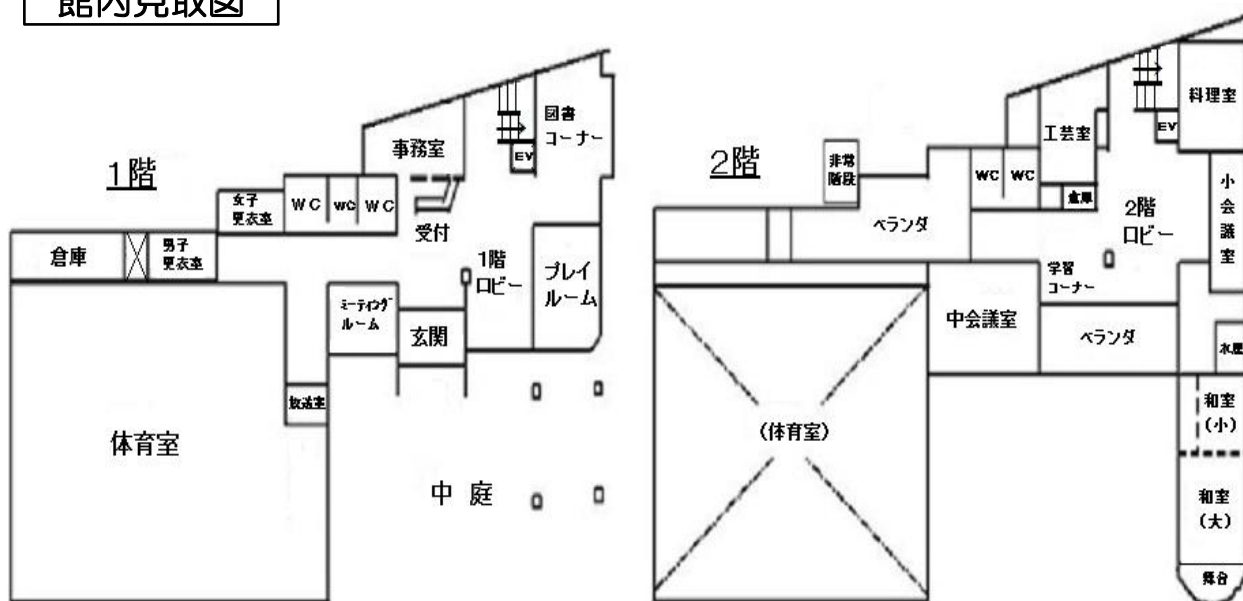 館内見取図
1階
事務室
図書
コーナー
EV
女子
更衣室
WC
WC
WC
受付
倉庫
男子
更衣室
1階
ロビー
プレイ
ルーム
ミーティング
ルーム
玄関
放送室
体育室
中庭
2階
非常
階段
ベランダ
WC
WC
工芸室
倉庫
EV
料理室
小
会
議
室
2階
ロビー
学習
コーナー
中会議室
ベランダ
水屋
和室
(小)
(体育室)
和室
(大)
舞台